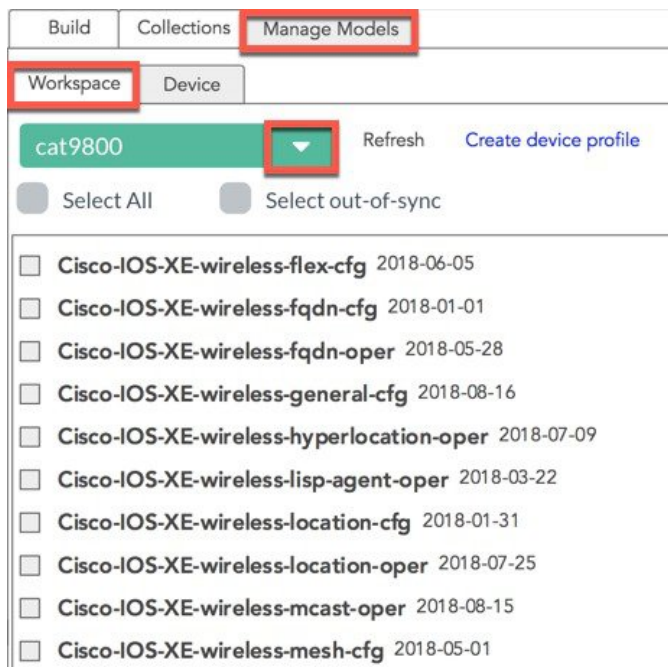 Build Collections Manage Models
Workspace Device
cat9800 Refresh Create device profile
Select All Select out-of-sync
Cisco-IOS-XE-wireless-flex-cfg 2018-06-05
Cisco-IOS-XE-wireless-fqdn-cfg 2018-01-01
Cisco-IOS-XE-wireless-fqdn-oper 2018-05-28
Cisco-IOS-XE-wireless-general-cfg 2018-08-16
Cisco-IOS-XE-wireless-hyperlocation-oper 2018-07-09
Cisco-IOS-XE-wireless-lisp-agent-oper 2018-03-22
Cisco-IOS-XE-wireless-location-cfg 2018-01-31
Cisco-IOS-XE-wireless-location-oper 2018-07-25
Cisco-IOS-XE-wireless-mcast-oper 2018-08-15
Cisco-IOS-XE-wireless-mesh-cfg 2018-05-01